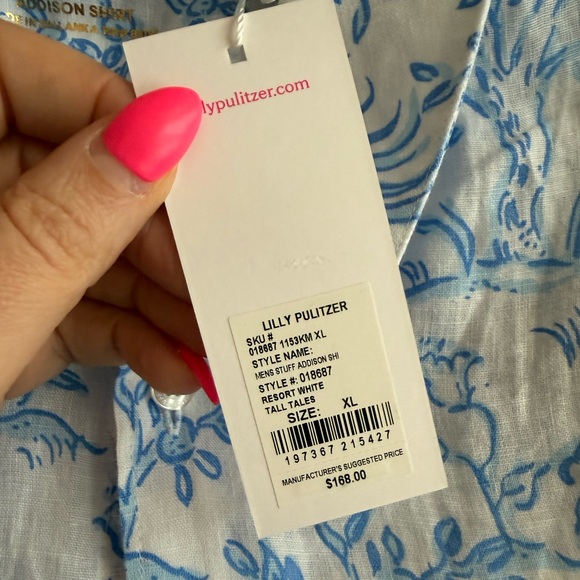 ADDISON SHIRT
lypulitzer.com
LILLY PULITZER
SKU #
018687 1153KM XL
STYLE NAME:
MENS STUFF ADDISON SHI
STYLE #: 018687
RESORT WHITE
TALL TALES
SIZE: XL
197367 215427
MANUFACTURER'S SUGGESTED PRICE
$168.00